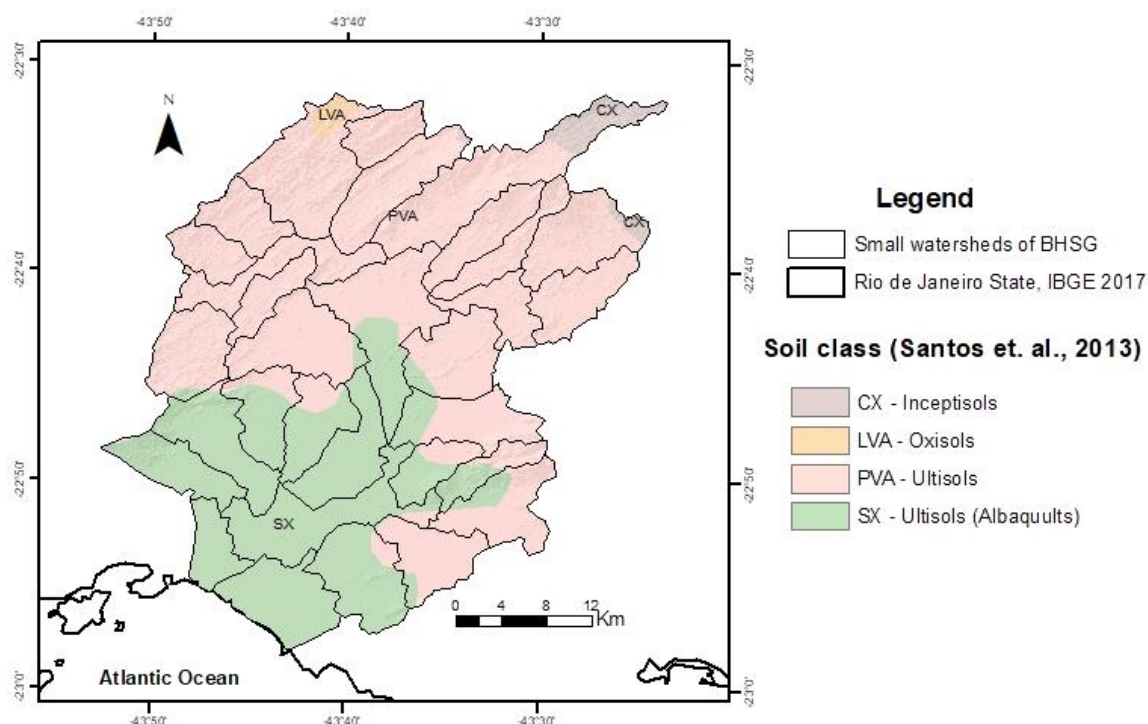 -43°50'
-43°40'
-43°30'
-22°30'
-22°30'
N
LVA
CX
PVA
CX
-22°40'
-22°40'
-22°50'
-22°50'
SX
0 4 8 12
Km
Atlantic Ocean
-23°0'
-23°0'
-43°50'
-43°40'
-43°30'
Legend
Small watersheds of BHSG
Rio de Janeiro State, IBGE 2017
Soil class (Santos et. al., 2013)
CX - Inceptisols
LVA - Oxisols
PVA - Ultisols
SX - Ultisols (Albaquults)